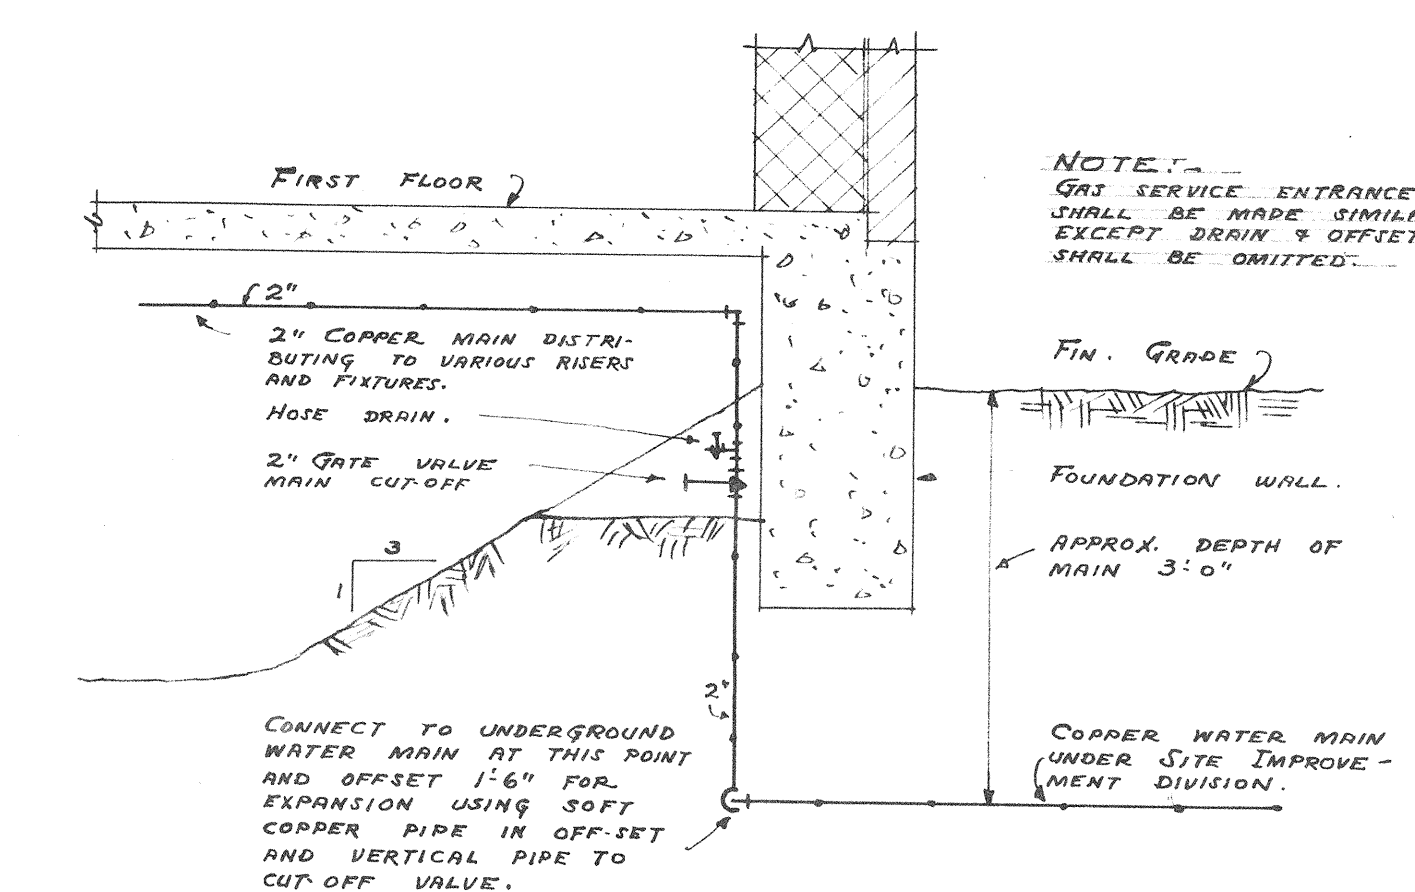 FIRST FLOOR
NOTE:-
GAS SERVICE ENTRANCE
SHALL BE MADE
EXCEPT DRAIN & OFFSET
SHALL BE OMITTED.
2"
2" COPPER MAIN DISTRI-
BUTING TO VARIOUS RISERS
AND FIXTURES.
FIN. GRADE
HOSE DRAIN.
2" GATE VALVE
MAIN CUT-OFF
FOUNDATION WALL.
3
1
APPROX. DEPTH OF
MAIN 3'-0"
2"
CONNECT TO UNDERGROUND
WATER MAIN AT THIS POINT
AND OFFSET 1'-6" FOR
EXPANSION USING SOFT
COPPER PIPE IN OFF-SET
AND VERTICAL PIPE TO
CUT-OFF VALVE.
COPPER WATER MAIN
UNDER SITE IMPROVE-
MENT DIVISION.